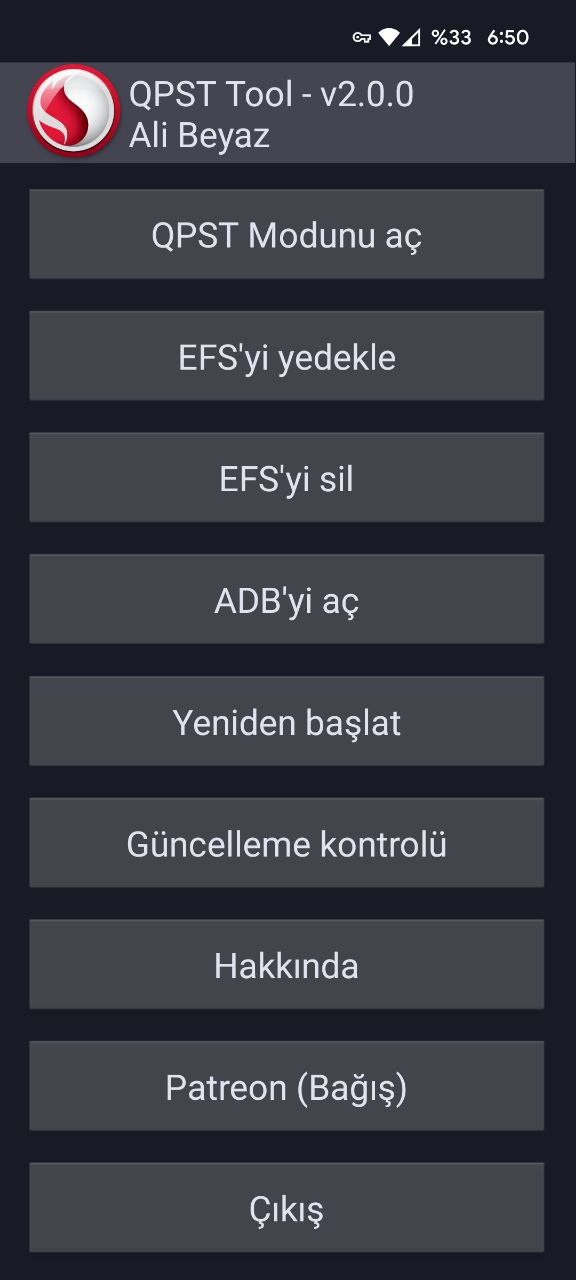 %33 6:50
QPST Tool - v2.0.0
Ali Beyaz
QPST Modunu aç
EFS'yi yedekle
EFS'yi sil
ADB'yi aç
Yeniden başlat
Güncelleme kontrolü
Hakkında
Patreon (Bağış)
Çıkış